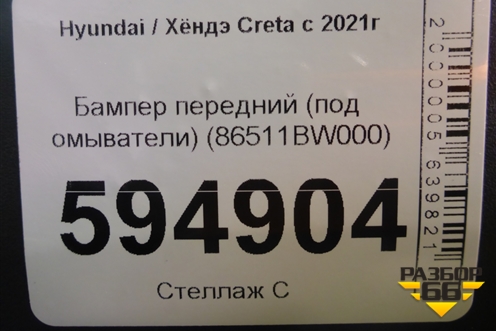 Hyundai / Хёндэ Creta с 2021г
Бампер передний (под
омыватели) (86511BW000)
594904
Стеллаж С
2000005639821
РАЗБОР
66